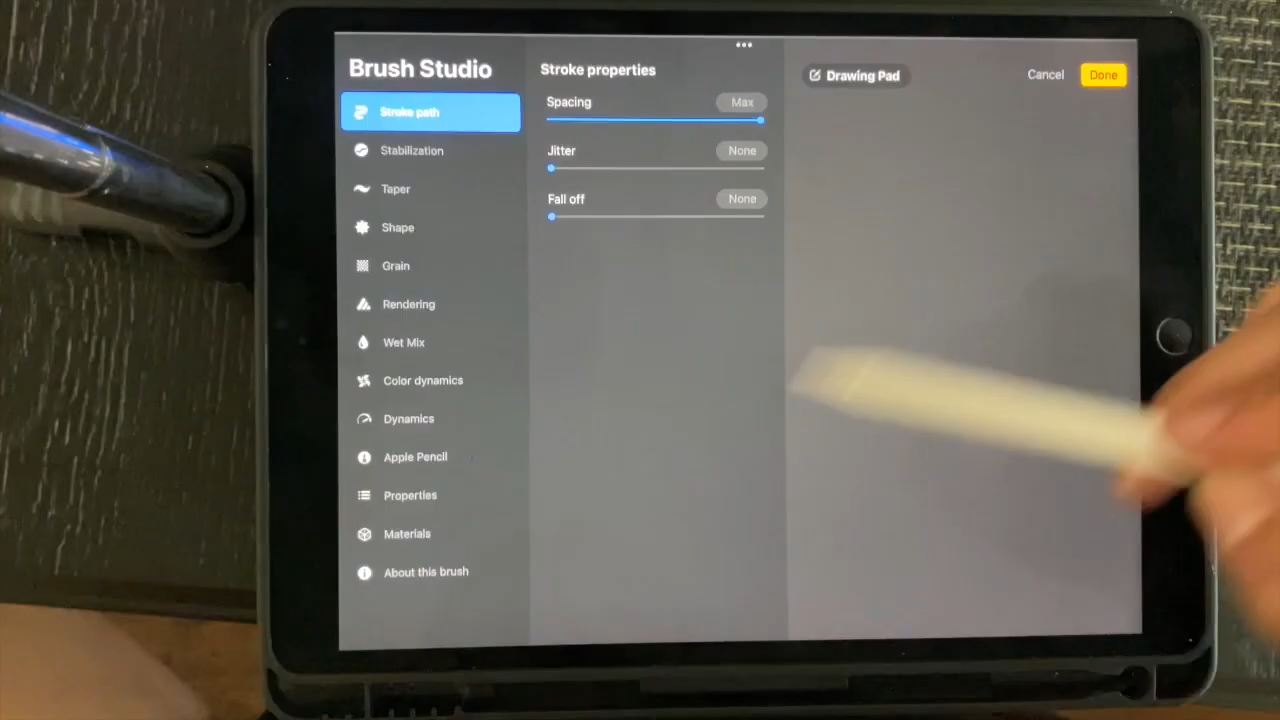 Brush Studio
Stroke path
Stabilization
Taper
Shape
Grain
Rendering
Wet Mix
Color dynamics
Dynamics
Apple Pencil
Properties
Materials
About this brush
Stroke properties
Spacing Max
Jitter None
Fall off None
Drawing Pad
Cancel Done